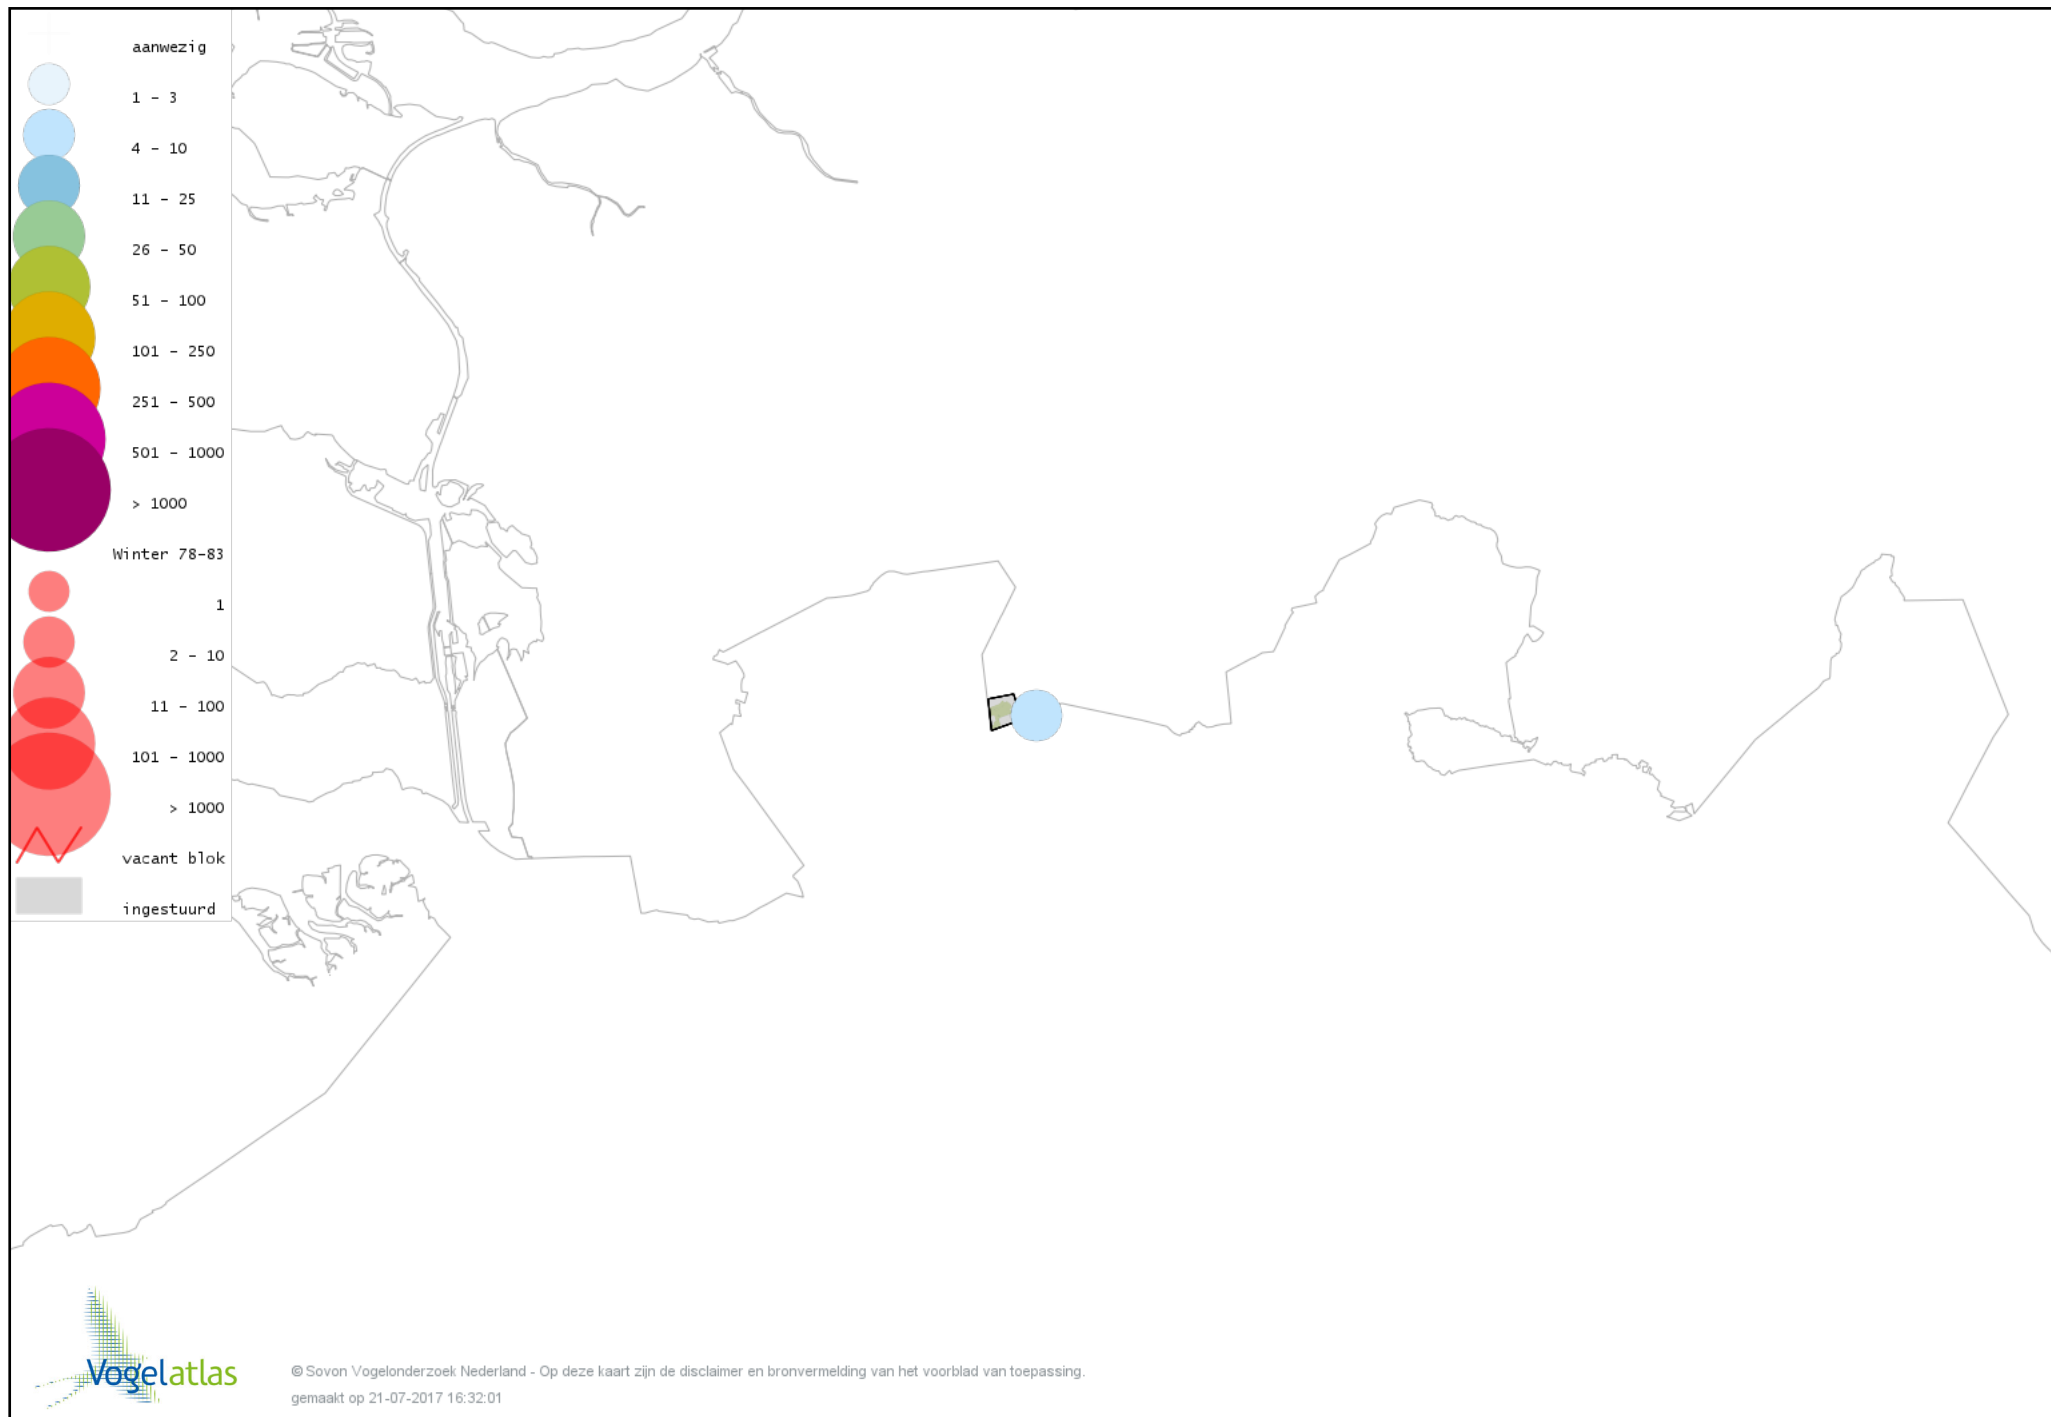 aanwezig
1 - 3
4 - 10
11 - 25
26 - 50
51 - 100
101 - 250
251 - 500
501 - 1000
> 1000
Winter 78-83
1
2 - 10
11 - 100
101 - 1000
> 1000
vacant blok
ingestuurd
Vogelatlas
© Sovon Vogelonderzoek Nederland - Op deze kaart zijn de disclaimer en bronvermelding van het voorblad van toepassing.
gemaakt op 21-07-2017 16:32:01